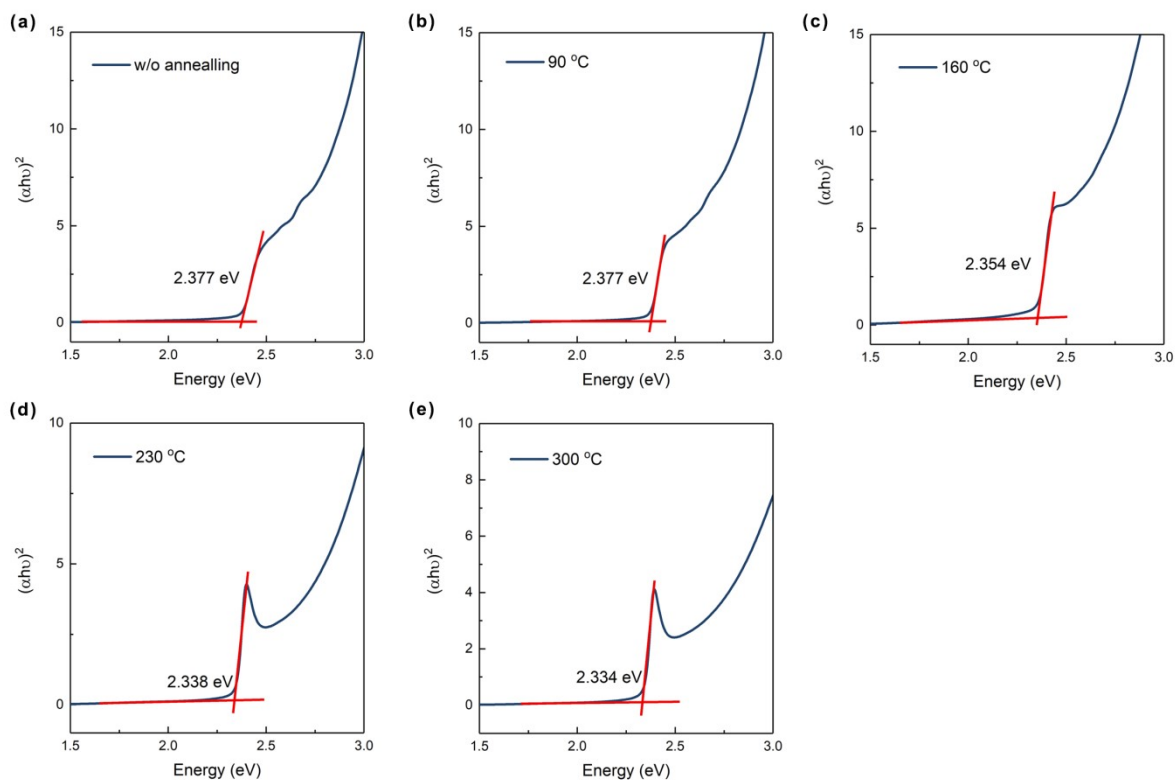 (a)
15
10
5
0
(αhυ)²
w/o annealling
2.377 eV
1.5 2.0 2.5 3.0
Energy (eV)
(b)
15
10
5
0
(αhυ)²
90 °C
2.377 eV
1.5 2.0 2.5 3.0
Energy (eV)
(c)
15
10
5
0
(αhυ)²
160 °C
2.354 eV
1.5 2.0 2.5 3.0
Energy (eV)
(d)
10
5
0
(αhυ)²
230 °C
2.338 eV
1.5 2.0 2.5 3.0
Energy (eV)
(e)
10
8
6
4
2
0
(αhυ)²
300 °C
2.334 eV
1.5 2.0 2.5 3.0
Energy (eV)